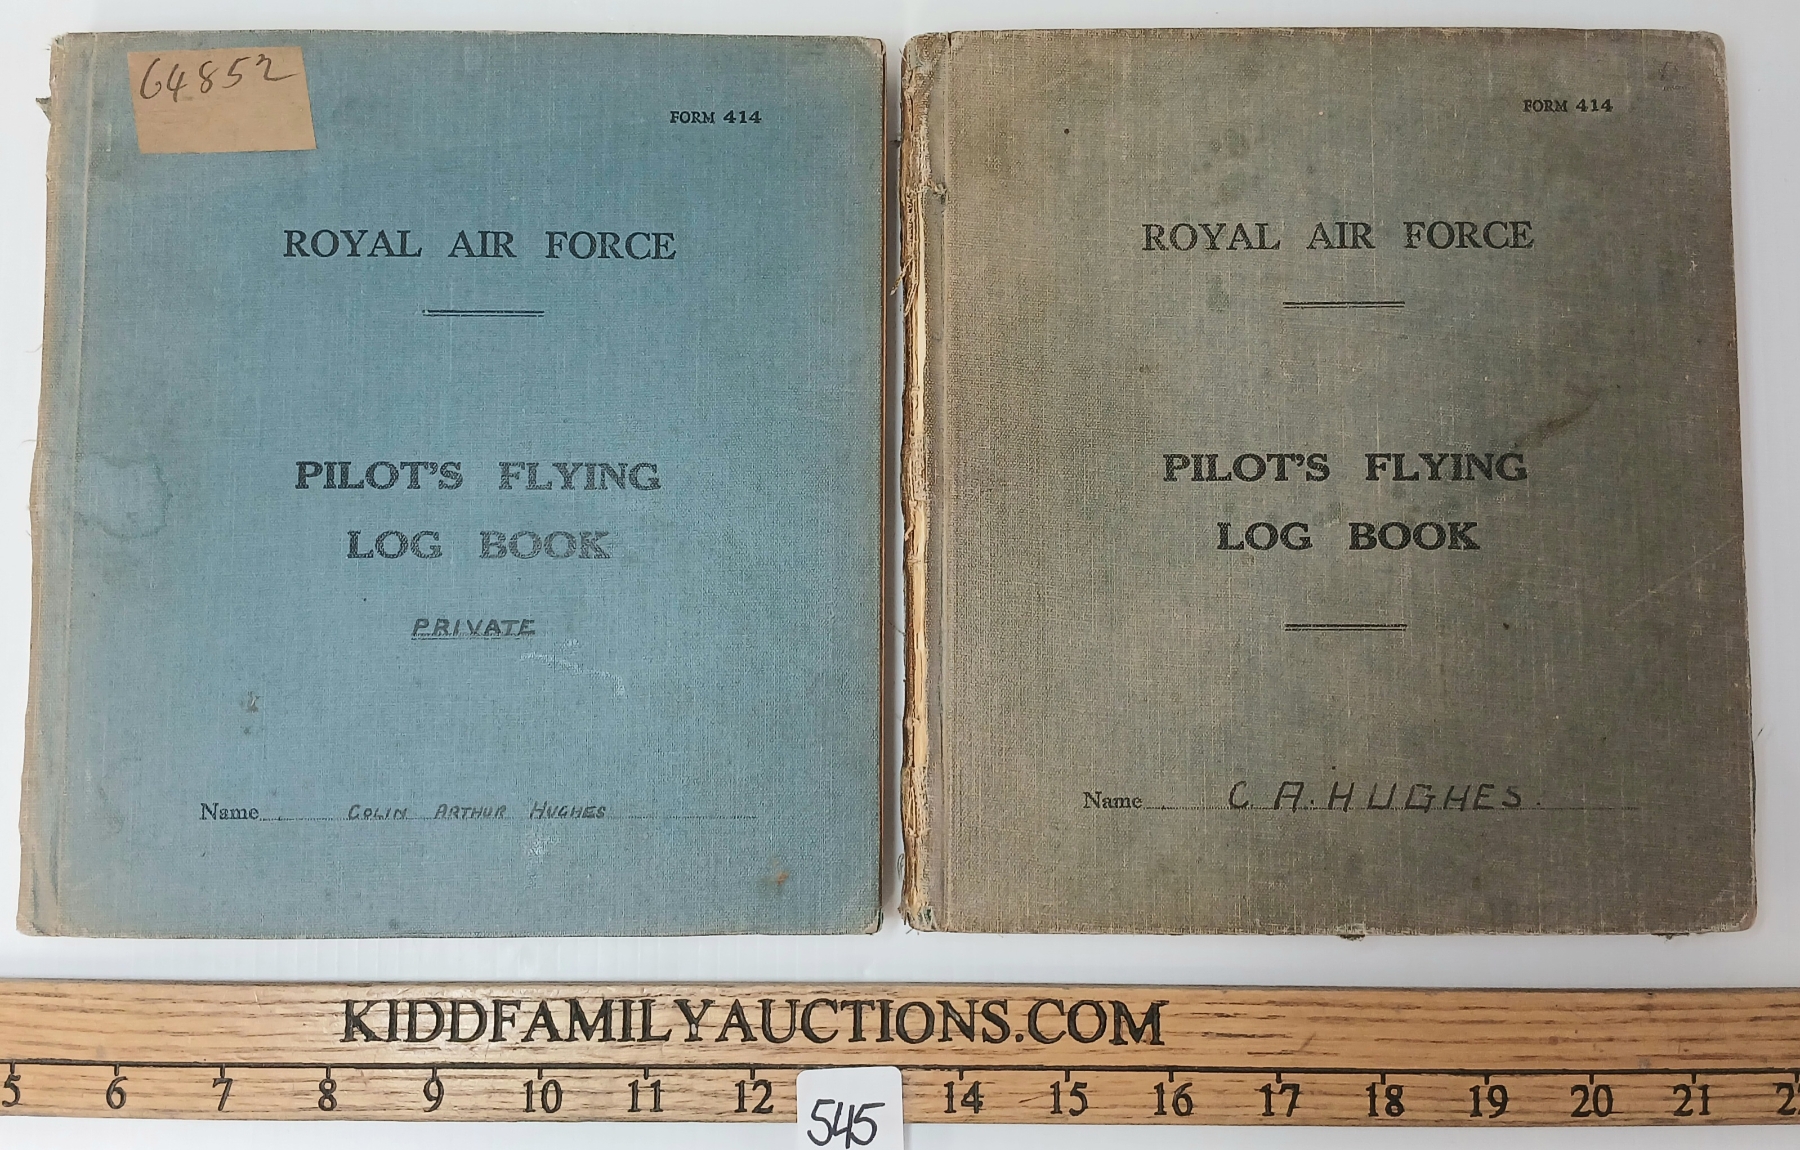 64852
FORM 414
ROYAL AIR FORCE
PILOT'S FLYING
LOG BOOK
PRIVATE
Name COLIN ARTHUR HUGHES
FORM 414
ROYAL AIR FORCE
PILOT'S FLYING
LOG BOOK
Name C A. HUGHES.
KIDDFAMILYAUCTIONS.COM
5 6 7 8 9 10 11 12 14 15 16 17 18 19 20 21
545